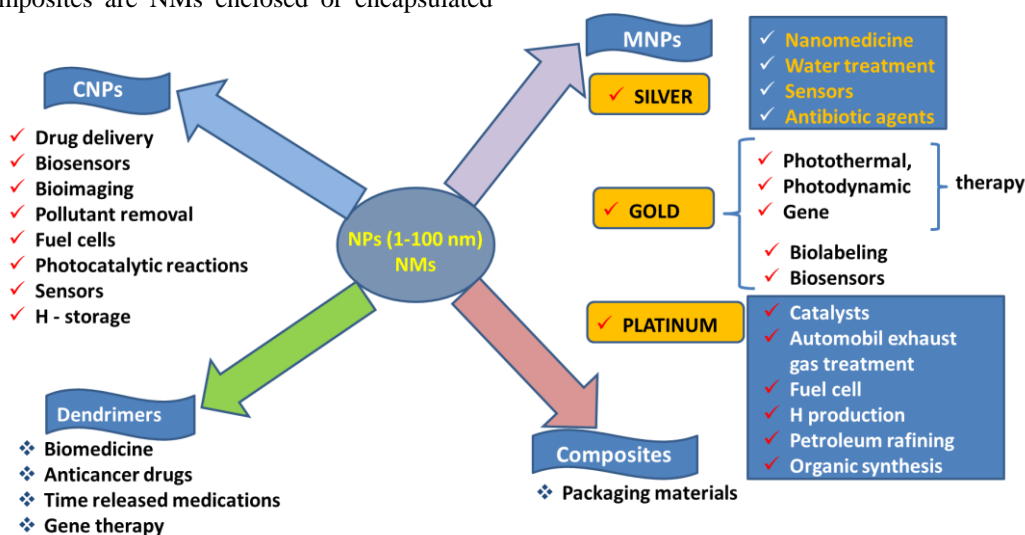 mposites are NMs enclosed or encapsulated
CNPs
Drug delivery
Biosensors
Bioimaging
Pollutant removal
Fuel cells
Photocatalytic reactions
Sensors
H - storage
MNPs
SILVER
Nanomedicine
Water treatment
Sensors
Antibiotic agents
GOLD
Photothermal,
Photodynamic
Gene
therapy
Biolabeling
Biosensors
PLATINUM
Catalysts
Automobil exhaust
gas treatment
Fuel cell
H production
Petroleum rafining
Organic synthesis
NPs (1-100 nm)
NMs
Dendrimers
Biomedicine
Anticancer drugs
Time released medications
Gene therapy
Composites
Packaging materials